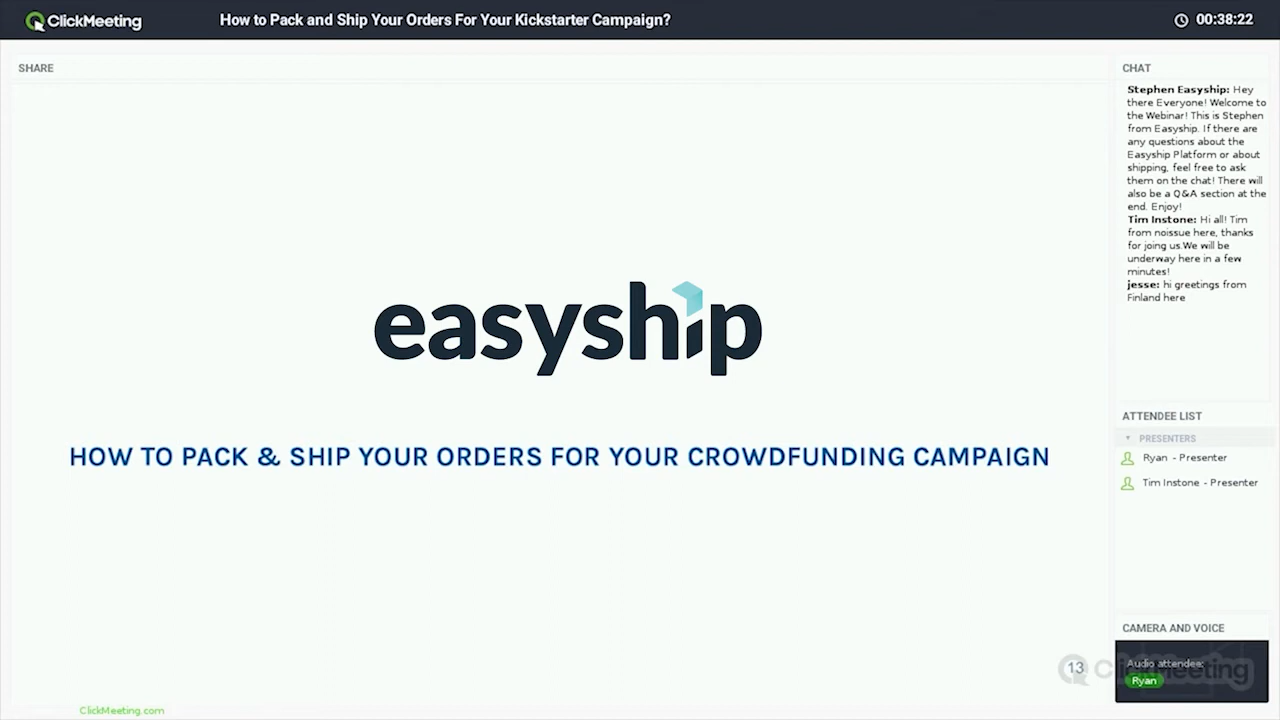 ClickMeeting
How to Pack and Ship Your Orders For Your Kickstarter Campaign?
00:38:22
SHARE
easyship
HOW TO PACK & SHIP YOUR ORDERS FOR YOUR CROWDFUNDING CAMPAIGN
13
ClickMeeting
ClickMeeting.com
CHAT
Stephen Easyship: Hey
there Everyone! Welcome to
the Webinar! This is Stephen
from Easyship. If there are
any questions about the
Easyship Platform or about
shipping, feel free to ask
them on the chat! There will
also be a Q&A section at the
end. Enjoy!
Tim Instone: Hi all! Tim
from noissue here, thanks
for joing us.We will be
underway here in a few
minutes!
jesse: hi greetings from
Finland here
ATTENDEE LIST
PRESENTERS
Ryan - Presenter
Tim Instone - Presenter
CAMERA AND VOICE
Audio attendee:
Ryan